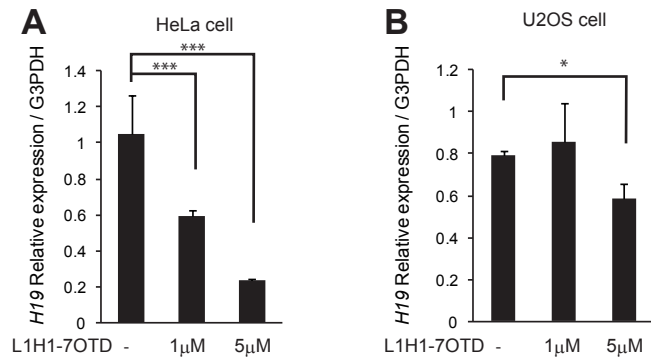 A
HeLa cell
***
***
H19 Relative expression / G3PDH
1.4
1.2
1
0.8
0.6
0.4
0.2
0
L1H1-7OTD - 1μM 5μM
B
U2OS cell
*
H19 Relative expression / G3PDH
1.2
1
0.8
0.6
0.4
0.2
0
- 1μM 5μM